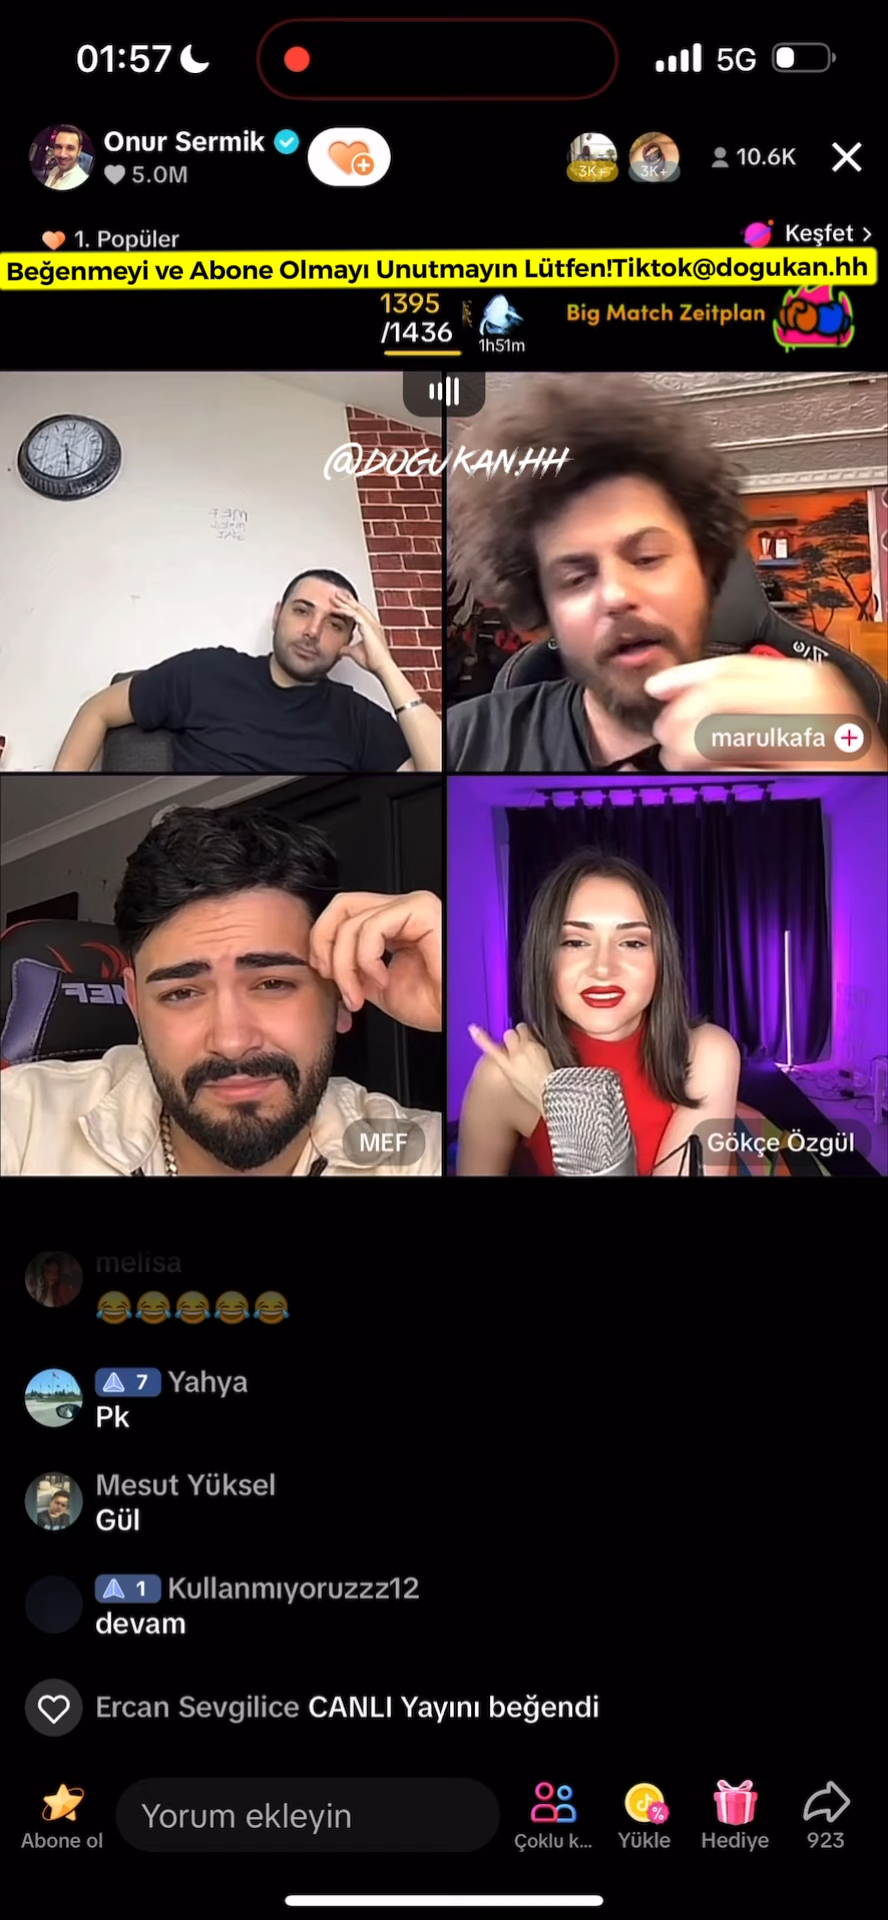 01:57
5G
Onur Sermik
5.0M
3K+
3K+
10.6K
1. Popüler
Keşfet >
Beğenmeyi ve Abone Olmayı Unutmayın Lütfen!Tiktok@dogukan.hh
1395
/1436
1h51m
Big Match Zeitplan
@DOGUKAN.HH
marulkafa
MEF
Gökçe Özgül
melisa
😂😂😂😂😂
7 Yahya
Pk
Mesut Yüksel
Gül
1 Kullanmıyoruzzz12
devam
Ercan Sevgilice CANLI Yayını beğendi
Yorum ekleyin
Abone ol
Çoklu k...
Yükle
Hediye
923